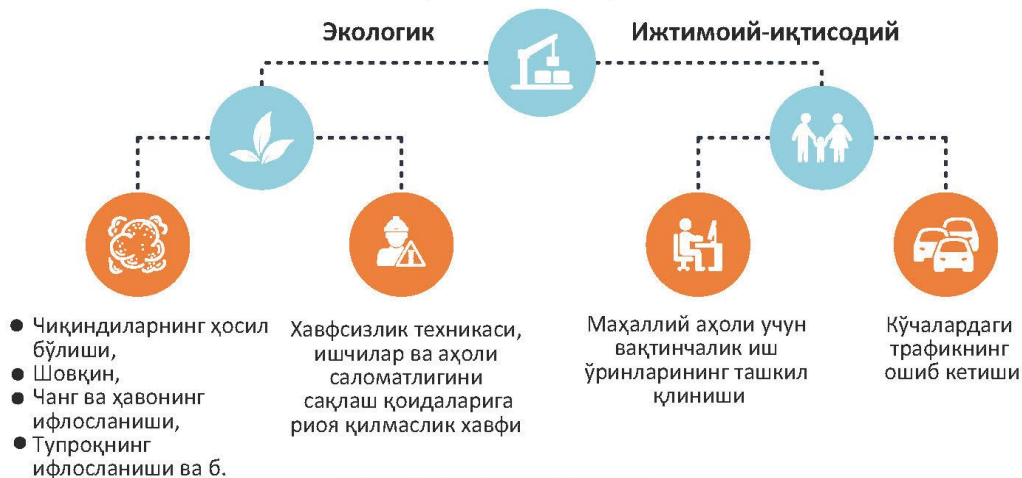 Экологик
Ижтимоий-иқтисодий
● Чиқиндиларнинг ҳосил
бўлиши,
● Шовқин,
● Чанг ва ҳавонинг
ифлосланиши,
● Тупроқнинг
ифлосланиши ва б.
Хавфсизлик техникаси,
ишчилар ва аҳоли
саломатлигини
сақлаш қоидаларига
риоя қилмаслик хавфи
Маҳаллий аҳоли учун
вақтинчалик иш
ўринларининг ташкил
қлиниши
Кўчалардаги
трафикнинг
ошиб кетиши